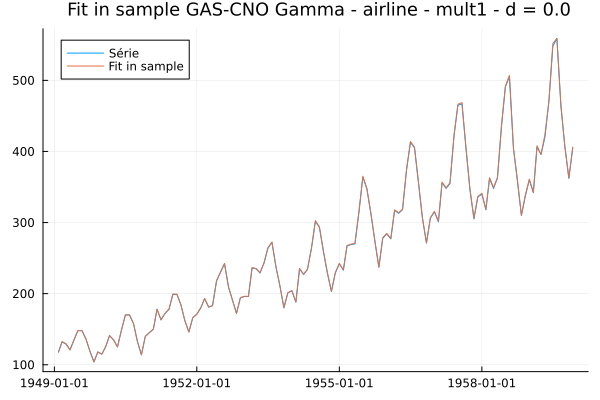 Fit in sample GAS-CNO Gamma - airline - mult1 - d = 0.0
Série
Fit in sample
500
400
300
200
100
1949-01-01 1952-01-01 1955-01-01 1958-01-01